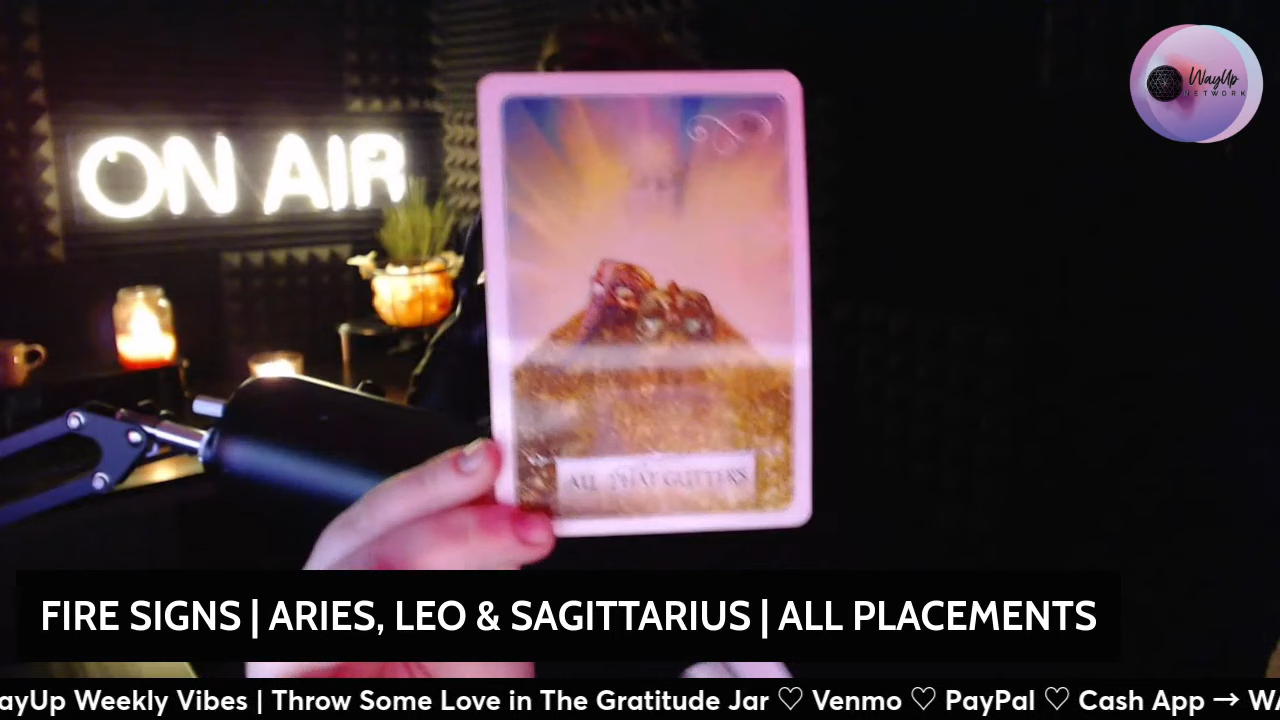 ON AIR
WayUp
NETWORK
ALL THAT GLITTERS
FIRE SIGNS | ARIES, LEO & SAGITTARIUS | ALL PLACEMENTS
ayUp Weekly Vibes | Throw Some Love in The Gratitude Jar ♡ Venmo ♡ PayPal ♡ Cash App → WA